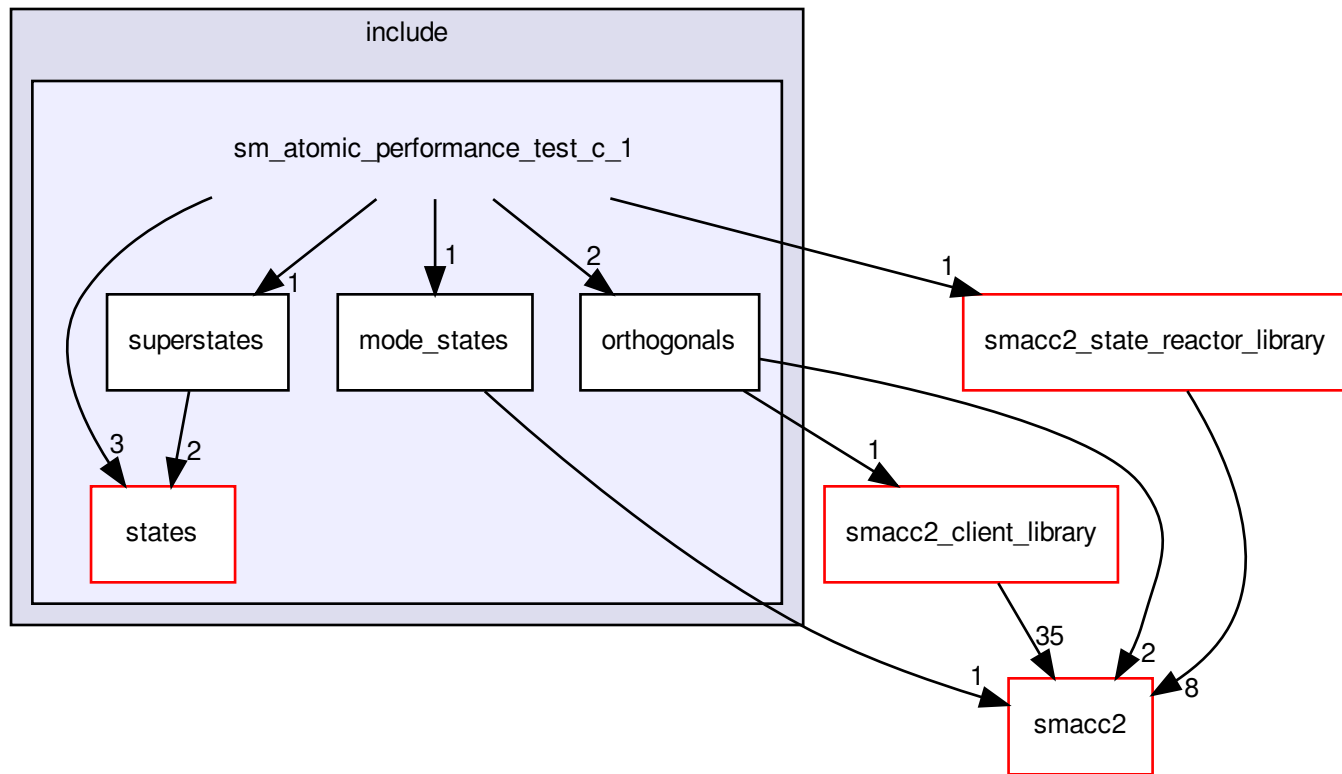 include
sm_atomic_performance_test_c_1
1
2
1
1
superstates
mode_states
orthogonals
smacc2_state_reactor_library
3
2
1
states
smacc2_client_library
35
2
1
8
smacc2